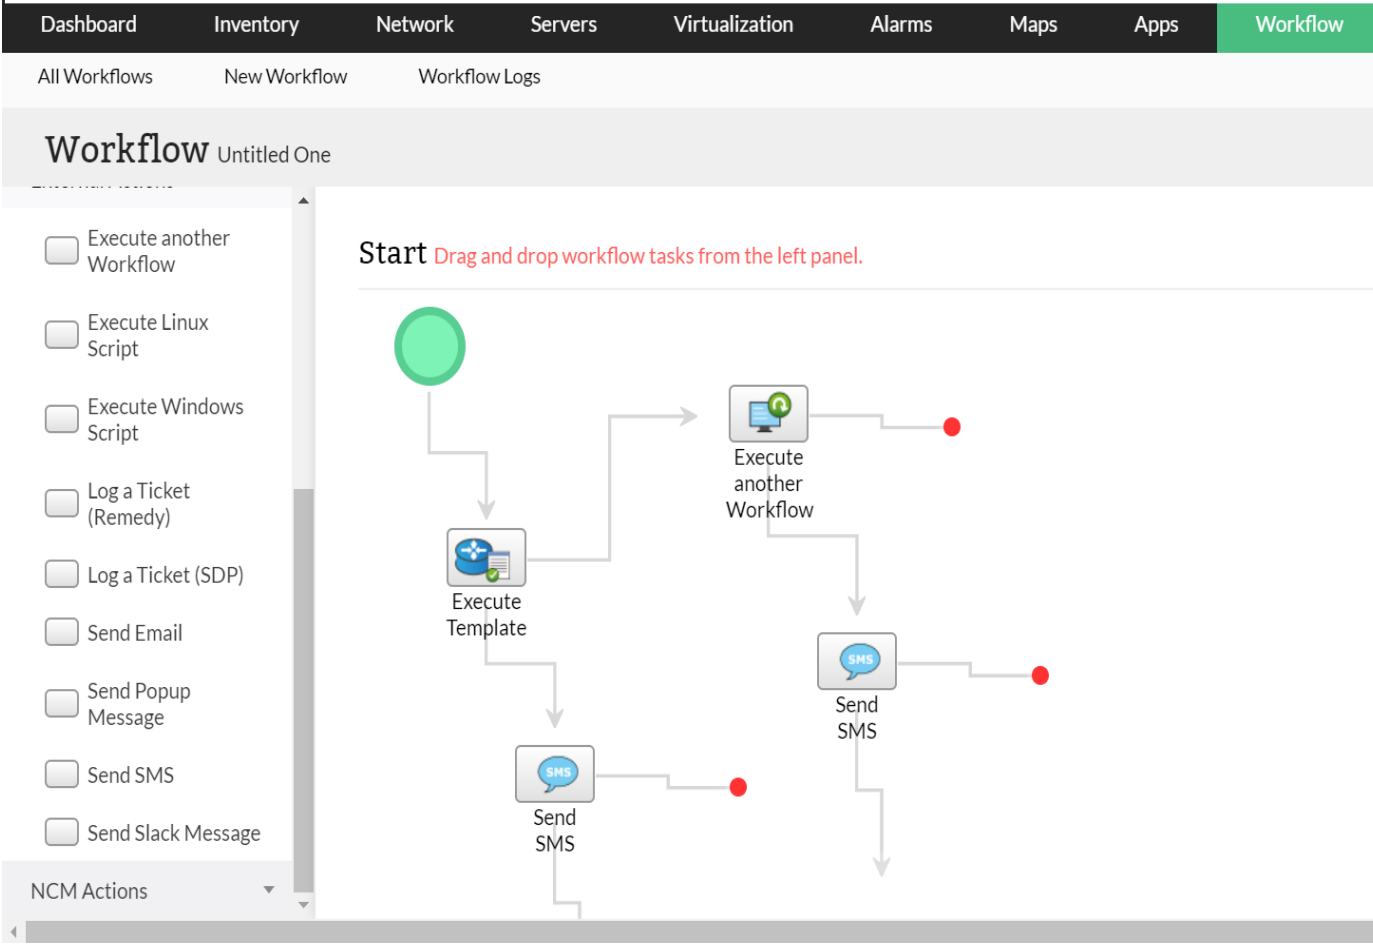 Dashboard Inventory Network Servers Virtualization Alarms Maps Apps Workflow
All Workflows New Workflow Workflow Logs
Workflow Untitled One
Execute another
Workflow
Execute Linux
Script
Execute Windows
Script
Log a Ticket
(Remedy)
Log a Ticket (SDP)
Send Email
Send Popup
Message
Send SMS
Send Slack Message
NCM Actions
Start Drag and drop workflow tasks from the left panel.
Execute
another
Workflow
Execute
Template
SMS
Send
SMS
SMS
Send
SMS